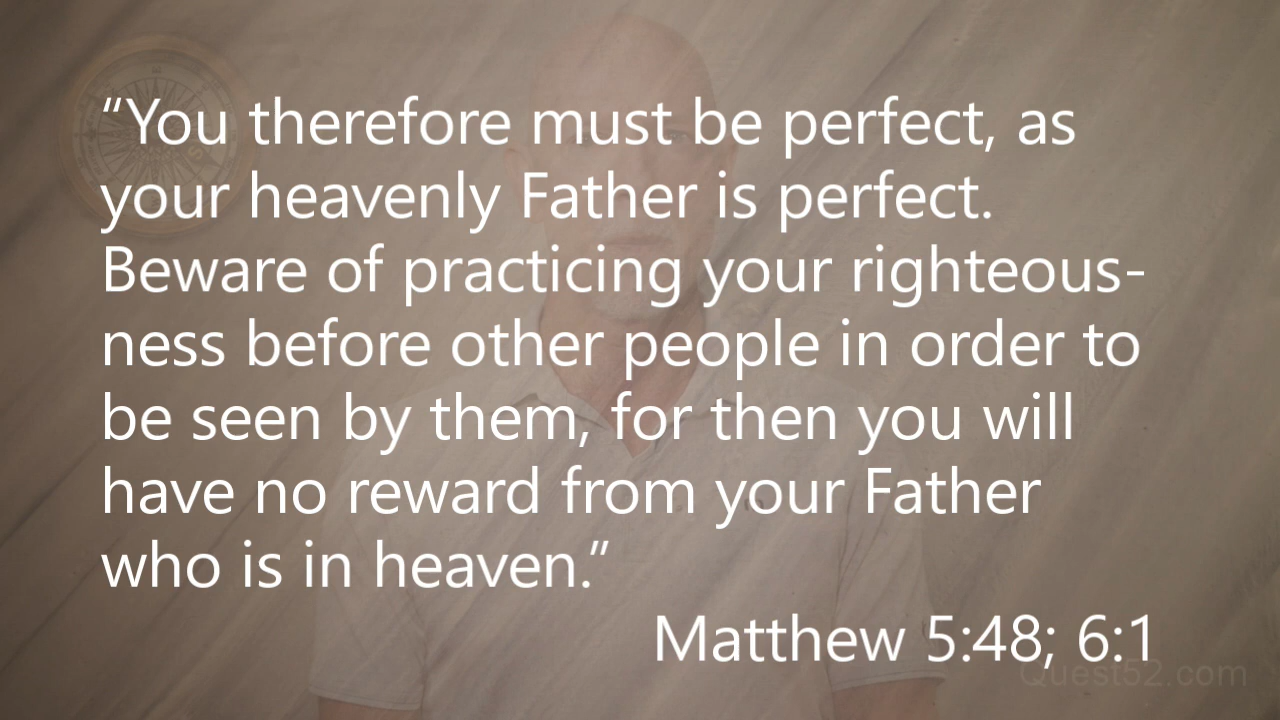 “You therefore must be perfect, as
your heavenly Father is perfect.
Beware of practicing your righteous-
ness before other people in order to
be seen by them, for then you will
have no reward from your Father
who is in heaven.”
Matthew 5:48; 6:1
Quest52.com